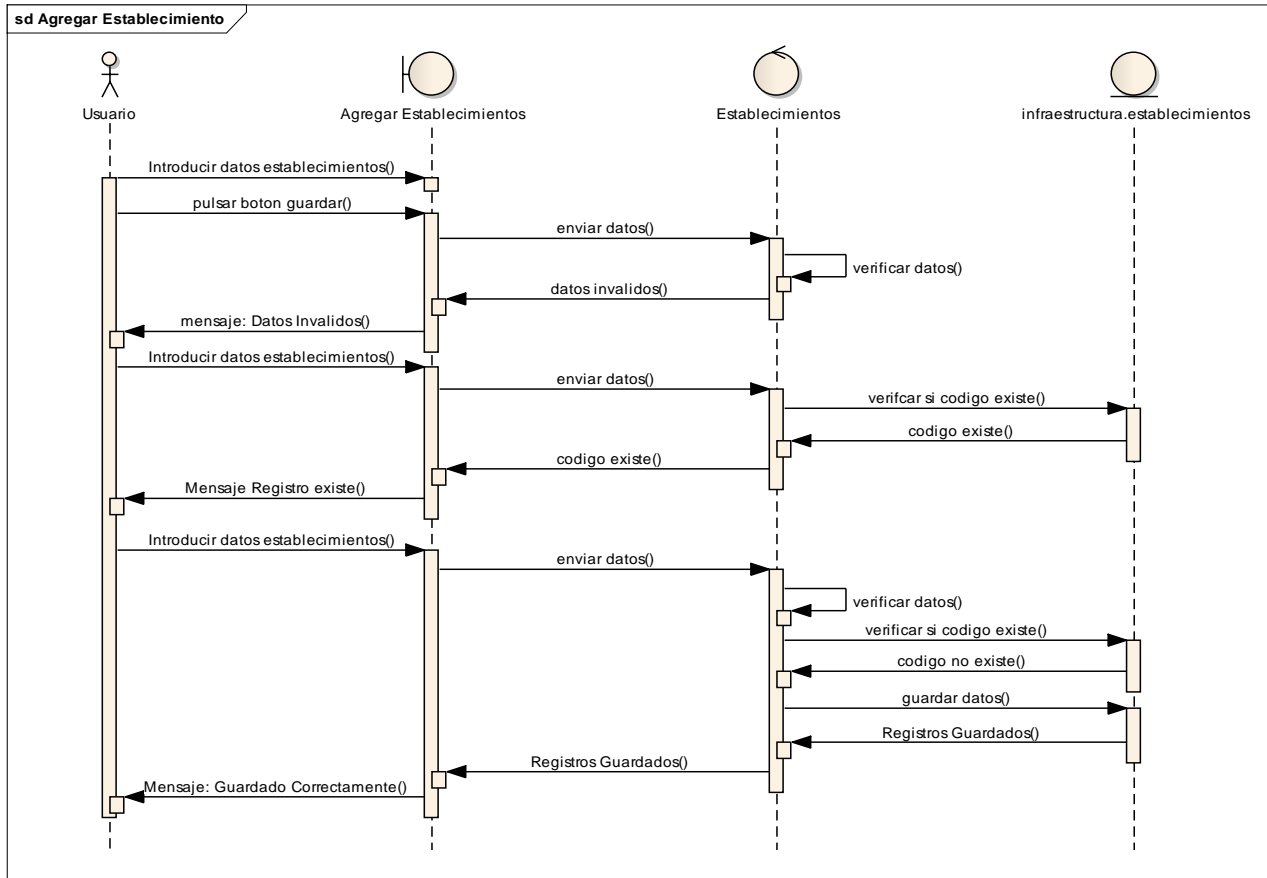 sd Agregar Establecimiento
Usuario
Agregar Establecimientos
Establecimientos
infraestructura.establecimientos
Introducir datos establecimientos()
pulsar boton guardar()
enviar datos()
verificar datos()
datos invalidos()
mensaje: Datos Invalidos()
Introducir datos establecimientos()
enviar datos()
verifcar si codigo existe()
codigo existe()
codigo existe()
Mensaje Registro existe()
Introducir datos establecimientos()
enviar datos()
verificar datos()
verificar si codigo existe()
codigo no existe()
guardar datos()
Registros Guardados()
Registros Guardados()
Mensaje: Guardado Correctamente()